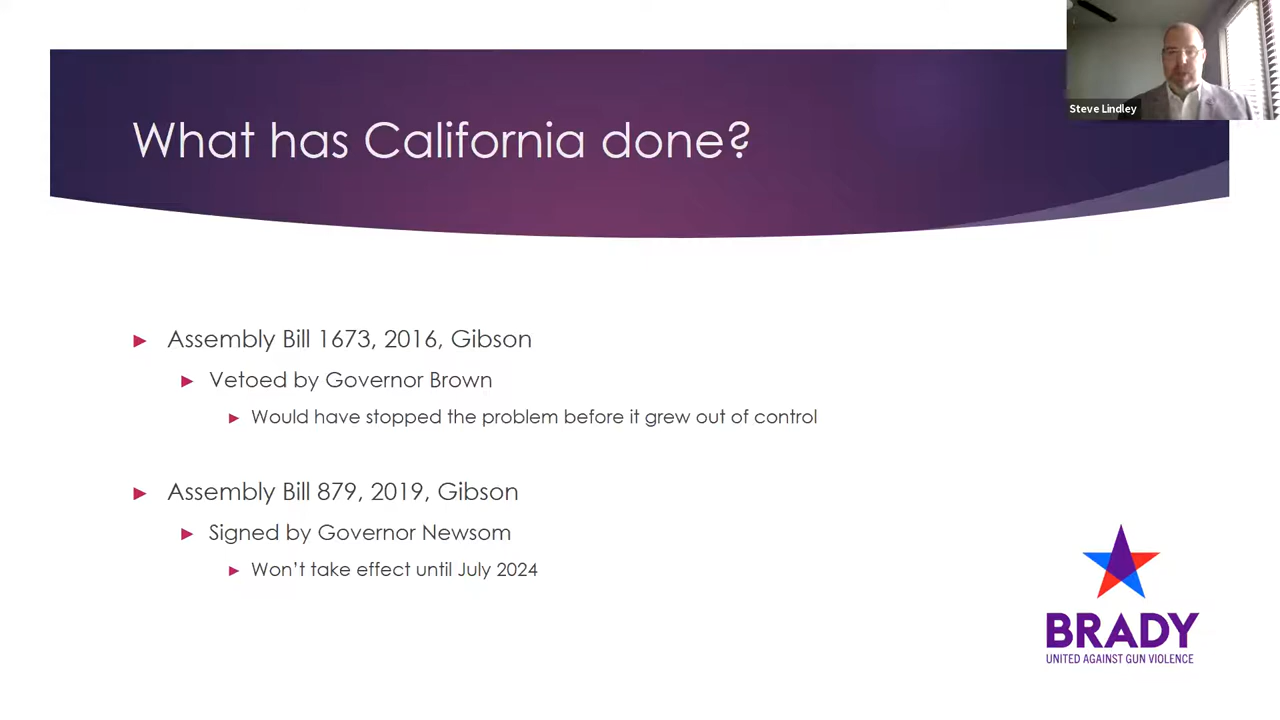 Steve Lindley
What has California done?
Assembly Bill 1673, 2016, Gibson
Vetoed by Governor Brown
Would have stopped the problem before it grew out of control
Assembly Bill 879, 2019, Gibson
Signed by Governor Newsom
Won't take effect until July 2024
BRADY
UNITED AGAINST GUN VIOLENCE